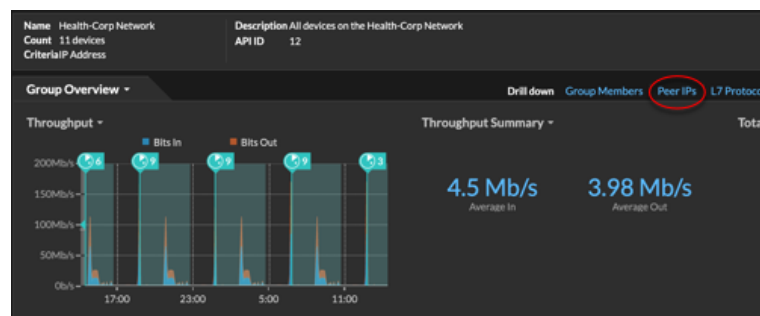 Name Health-Corp Network
Count 11 devices
CriteriaIP Address
Description All devices on the Health-Corp Network
API ID 12
Group Overview
Drill down Group Members Peer IPs L7 Protoco
Throughput
Bits In Bits Out
200Mb/s
150Mb/s
100Mb/s
50Mb/s
0b/s
6 9 9 9 3
17:00 23:00 5:00 11:00
Throughput Summary
4.5 Mb/s
Average In
3.98 Mb/s
Average Out
Tota